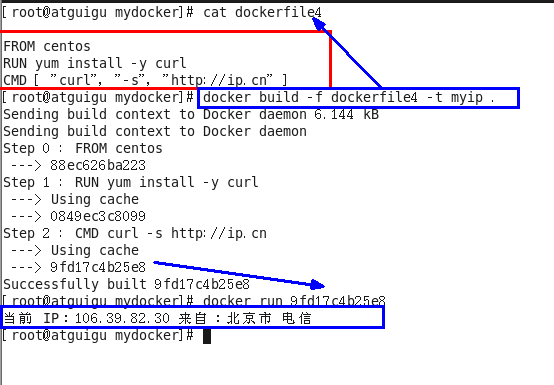 [root@atguigu mydocker]# cat dockerfile4
FROM centos
RUN yum install -y curl
CMD [ "curl", "-s", "http://ip.cn" ]
[root@atguigu mydocker]# docker build -f dockerfile4 -t myip .
Sending build context to Docker daemon 6.144 kB
Sending build context to Docker daemon
Step 0 : FROM centos
---> 88ec626ba223
Step 1 : RUN yum install -y curl
---> Using cache
---> 0849ec3c8099
Step 2 : CMD curl -s http://ip.cn
---> Using cache
---> 9fd17c4b25e8
Successfully built 9fd17c4b25e8
[root@atguigu mydocker]# docker run 9fd17c4b25e8
当前 IP：106.39.82.30 来自：北京市 电信
[root@atguigu mydocker]#